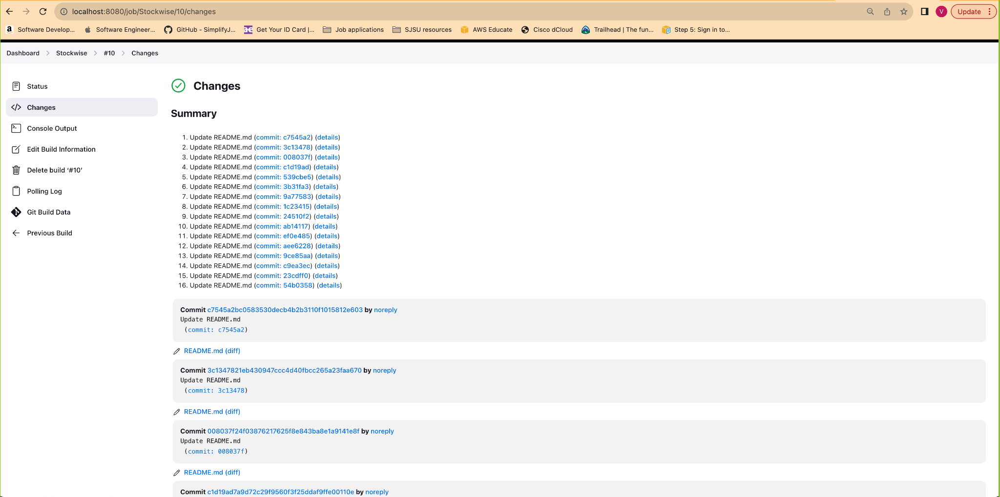 localhost:8080/job/Stockwise/10/changes
V
Update
a Software Develop... Software Engineer... GitHub - SimplifyJ... ae Get Your ID Card |... Job applications SJSU resources AWS Educate Cisco dCloud Trailhead | The fun... Step 5: Sign in to...
Dashboard Stockwise #10 Changes
Status
Changes
Console Output
Edit Build Information
Delete build ‘#10’
Polling Log
Git Build Data
Previous Build
Changes
Summary
1. Update README.md (commit: c7545a2) (details)
2. Update README.md (commit: 3c13478) (details)
3. Update README.md (commit: 008037f) (details)
4. Update README.md (commit: c1d19ad) (details)
5. Update README.md (commit: 539cbe5) (details)
6. Update README.md (commit: 3b31fa3) (details)
7. Update README.md (commit: 9a77583) (details)
8. Update README.md (commit: 1c23415) (details)
9. Update README.md (commit: 24510f2) (details)
10. Update README.md (commit: ab14117) (details)
11. Update README.md (commit: ef0e485) (details)
12. Update README.md (commit: aee6228) (details)
13. Update README.md (commit: 9ce85aa) (details)
14. Update README.md (commit: c9ea3ec) (details)
15. Update README.md (commit: 23cdff0) (details)
16. Update README.md (commit: 54b0358) (details)
Commit c7545a2bc0583530decb4b2b3110f1015812e603 by noreply
Update README.md
(commit: c7545a2)
README.md (diff)
Commit 3c1347821eb430947ccc4d40fbcc265a23faa670 by noreply
Update README.md
(commit: 3c13478)
README.md (diff)
Commit 008037f24f03876217625f8e843ba8e1a9141e8f by noreply
Update README.md
(commit: 008037f)
README.md (diff)
Commit c1d19ad7a9d72c29f9560f3f25ddaf9ffe00110e by noreply